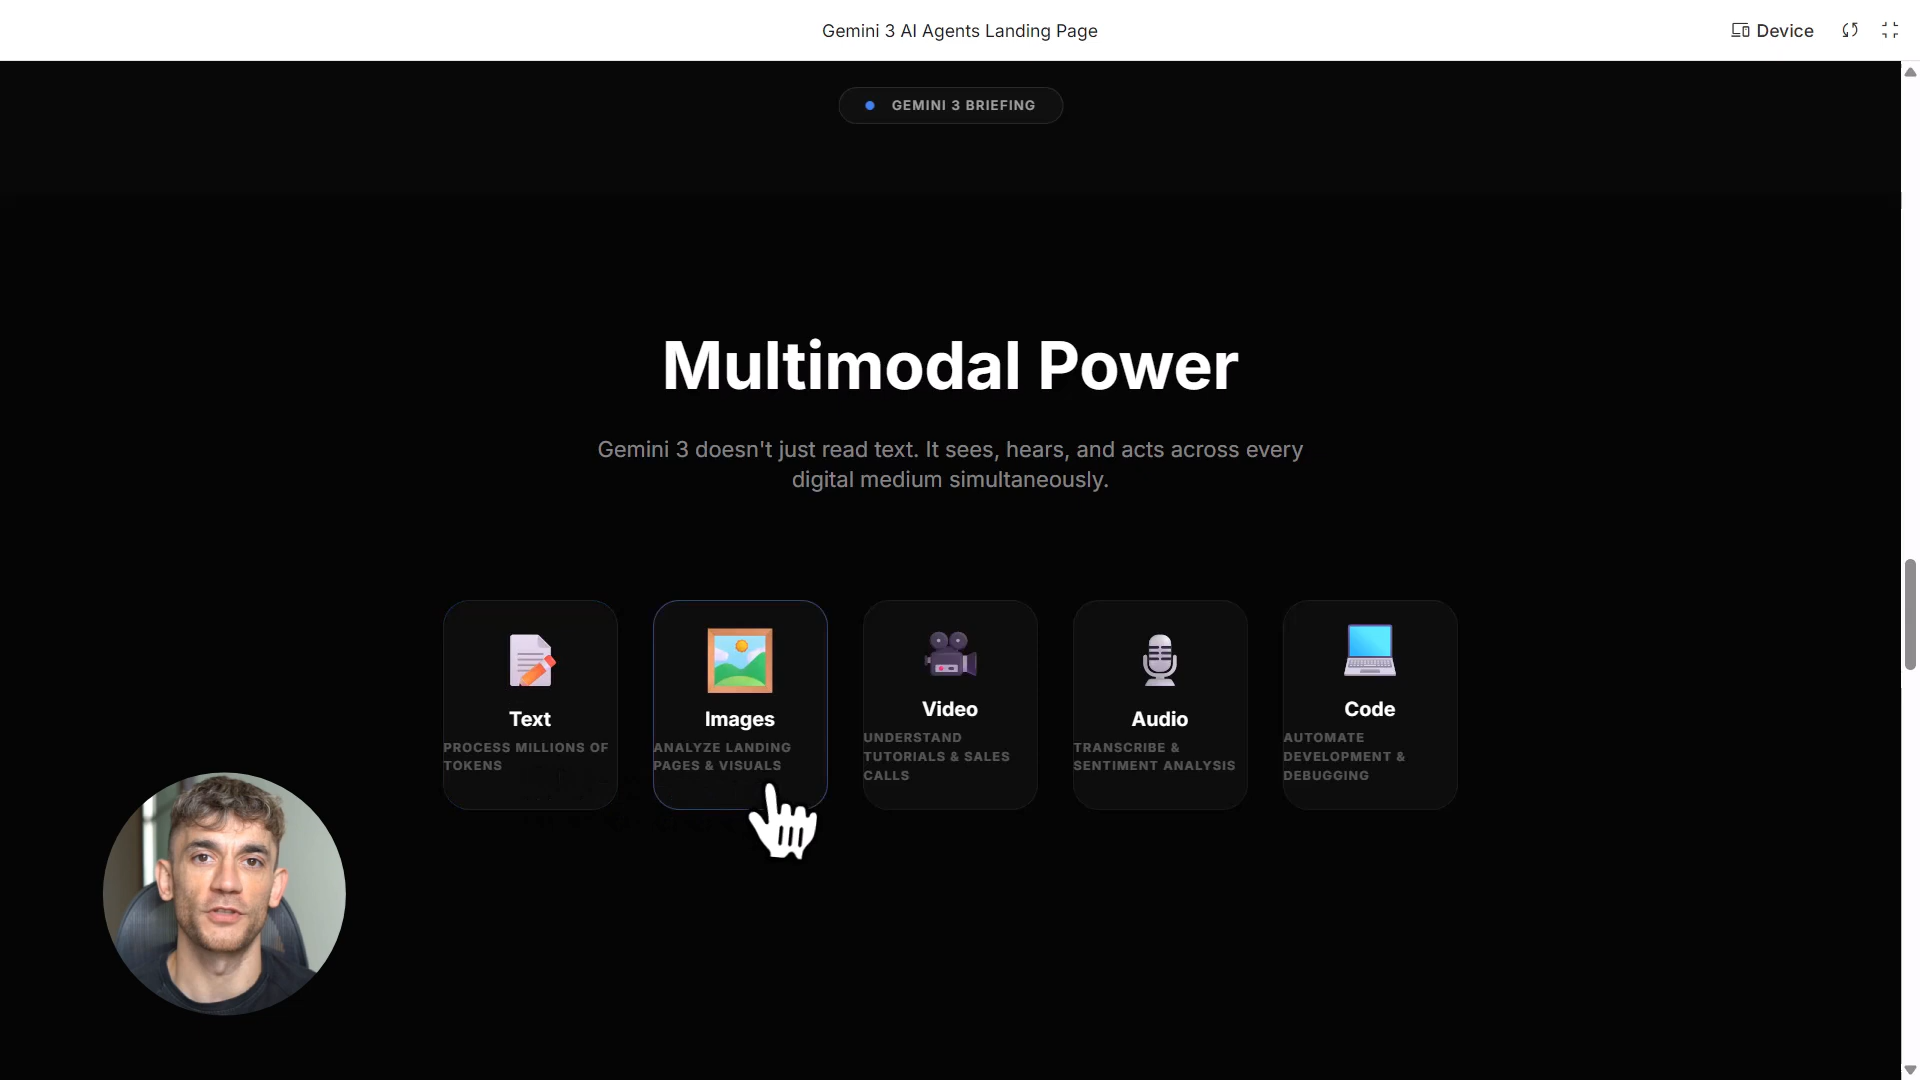 Gemini 3 AI Agents Landing Page
Device
GEMINI 3 BRIEFING
Multimodal Power
Gemini 3 doesn't just read text. It sees, hears, and acts across every
digital medium simultaneously.
Text
PROCESS MILLIONS OF
TOKENS
Images
ANALYZE LANDING
PAGES & VISUALS
Video
UNDERSTAND
TUTORIALS & SALES
CALLS
Audio
TRANSCRIBE &
SENTIMENT ANALYSIS
Code
AUTOMATE
DEVELOPMENT &
DEBUGGING